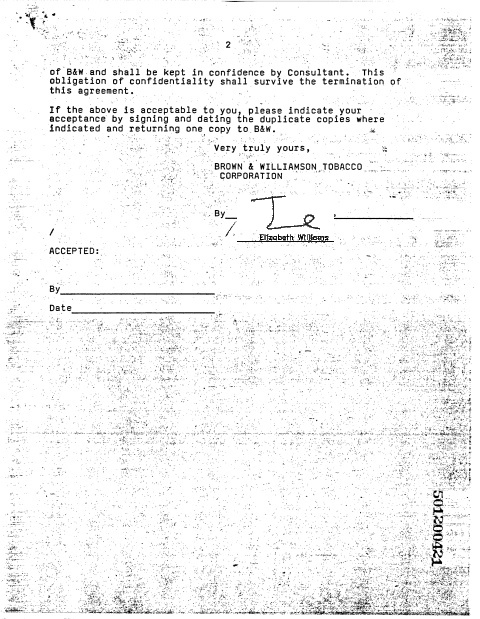 2
of B&W and shall be kept in confidence by Consultant. This
obligation of confidentiality shall survive the termination of
this agreement.
If the above is acceptable to you, please indicate your
acceptance by signing and dating the duplicate copies where
indicated and returning one copy to B&W.
Very truly yours,
BROWN & WILLIAMSON TOBACCO
CORPORATION
By
Elizabeth Williams
ACCEPTED:
By
Date
501200421